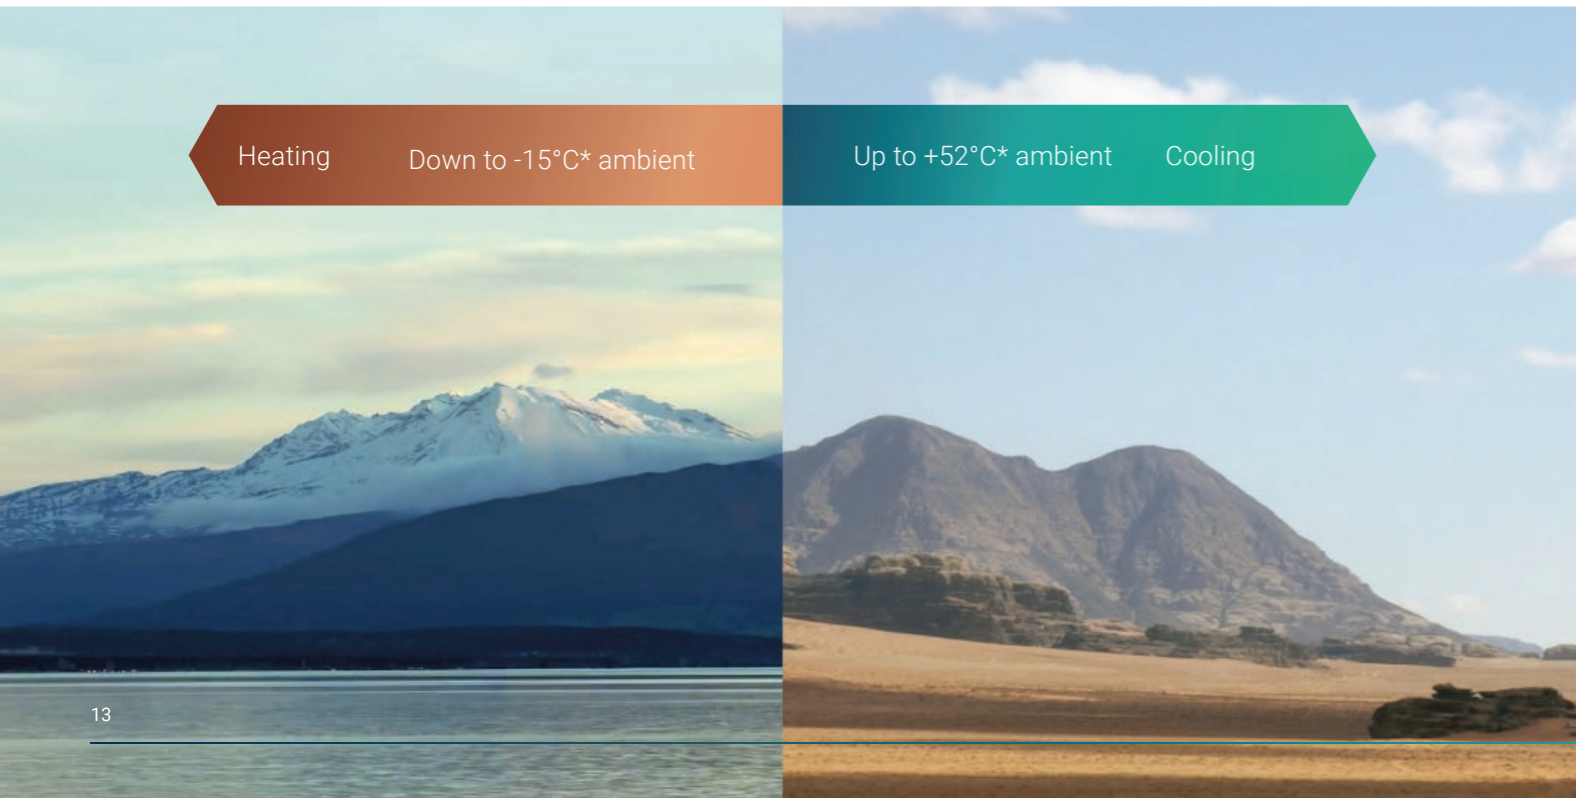 Heating
Down to -15°C* ambient
Up to +52°C* ambient
Cooling
13